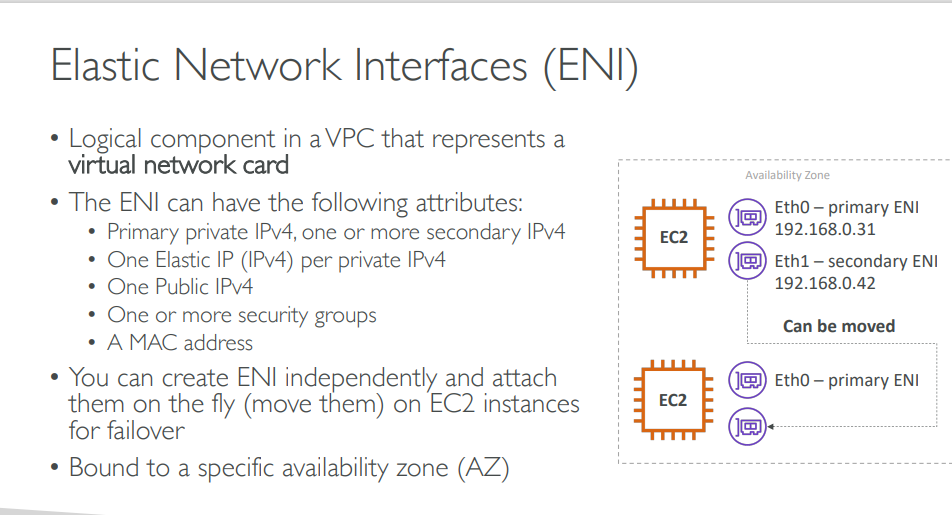 Elastic Network Interfaces (ENI)
• Logical component in a VPC that represents a
virtual network card
• The ENI can have the following attributes:
• Primary private IPv4, one or more secondary IPv4
• One Elastic IP (IPv4) per private IPv4
• One Public IPv4
• One or more security groups
• A MAC address
• You can create ENI independently and attach
them on the fly (move them) on EC2 instances
for failover
• Bound to a specific availability zone (AZ)
Availability Zone
EC2
Eth0 – primary ENI
192.168.0.31
Eth1 – secondary ENI
192.168.0.42
Can be moved
EC2
Eth0 – primary ENI